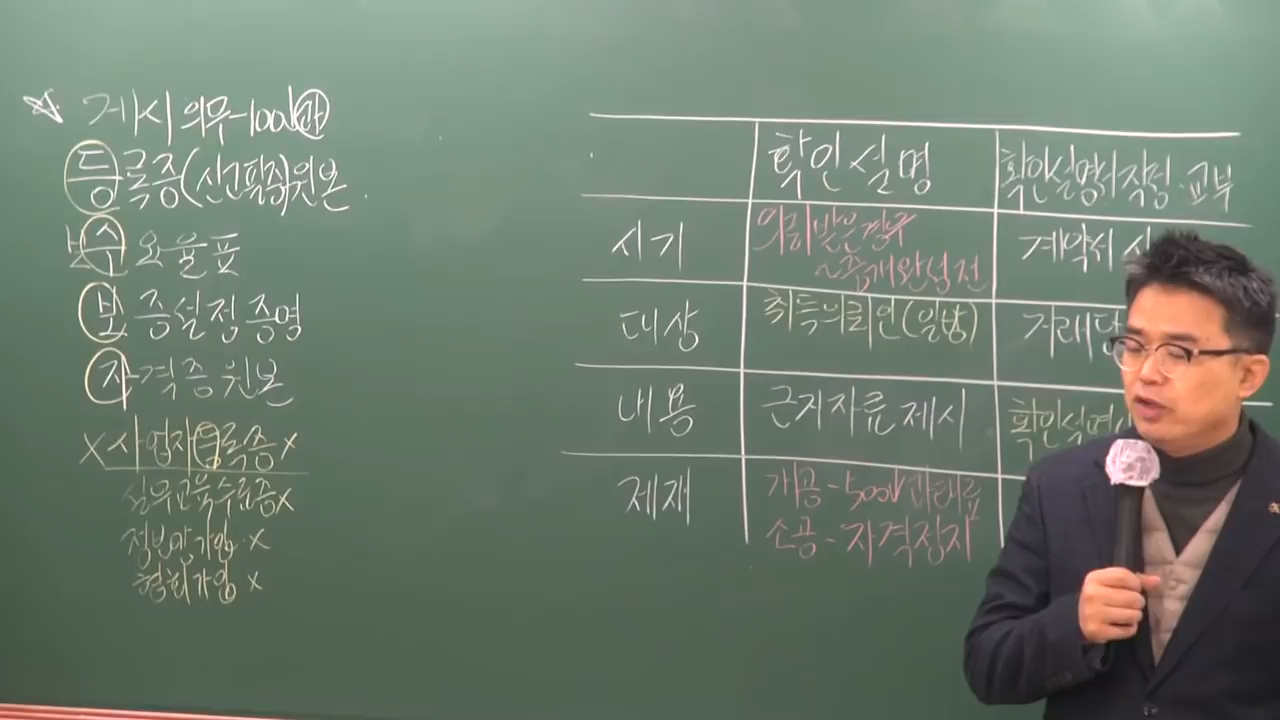 게시 의무-100만 과
등록증(신고필증)원본.
보수 요율표
보증설정증명
자격증원본
X 사업자등록증 X
실무교육수료증X
정보망가입.X
협회가입 X
확인설명 확인설명서작성·교부
시기 의뢰받은경우 ~중개완성전 계약서
대상 취득의뢰인(일방) 거래당
내용 근거자료제시 확인설명
제재 개공-500만 과태료
소공-자격정지